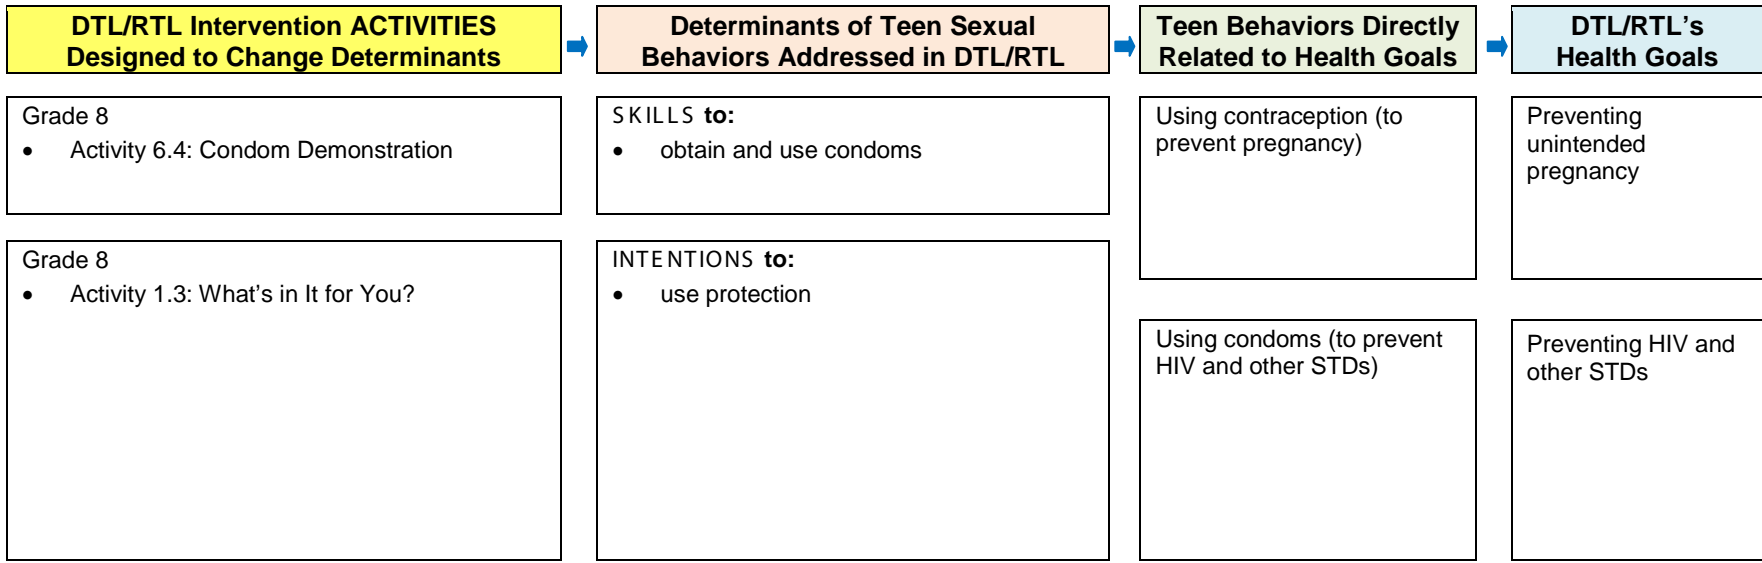 DTL/RTL Intervention ACTIVITIES
Designed to Change Determinants
Determinants of Teen Sexual
Behaviors Addressed in DTL/RTL
Teen Behaviors Directly
Related to Health Goals
DTL/RTL's
Health Goals
Grade 8
• Activity 6.4: Condom Demonstration
SKILLS to:
• obtain and use condoms
Using contraception (to
prevent pregnancy)
Preventing
unintended
pregnancy
Grade 8
• Activity 1.3: What's in It for You?
INTENTIONS to:
• use protection
Using condoms (to prevent
HIV and other STDs)
Preventing HIV and
other STDs